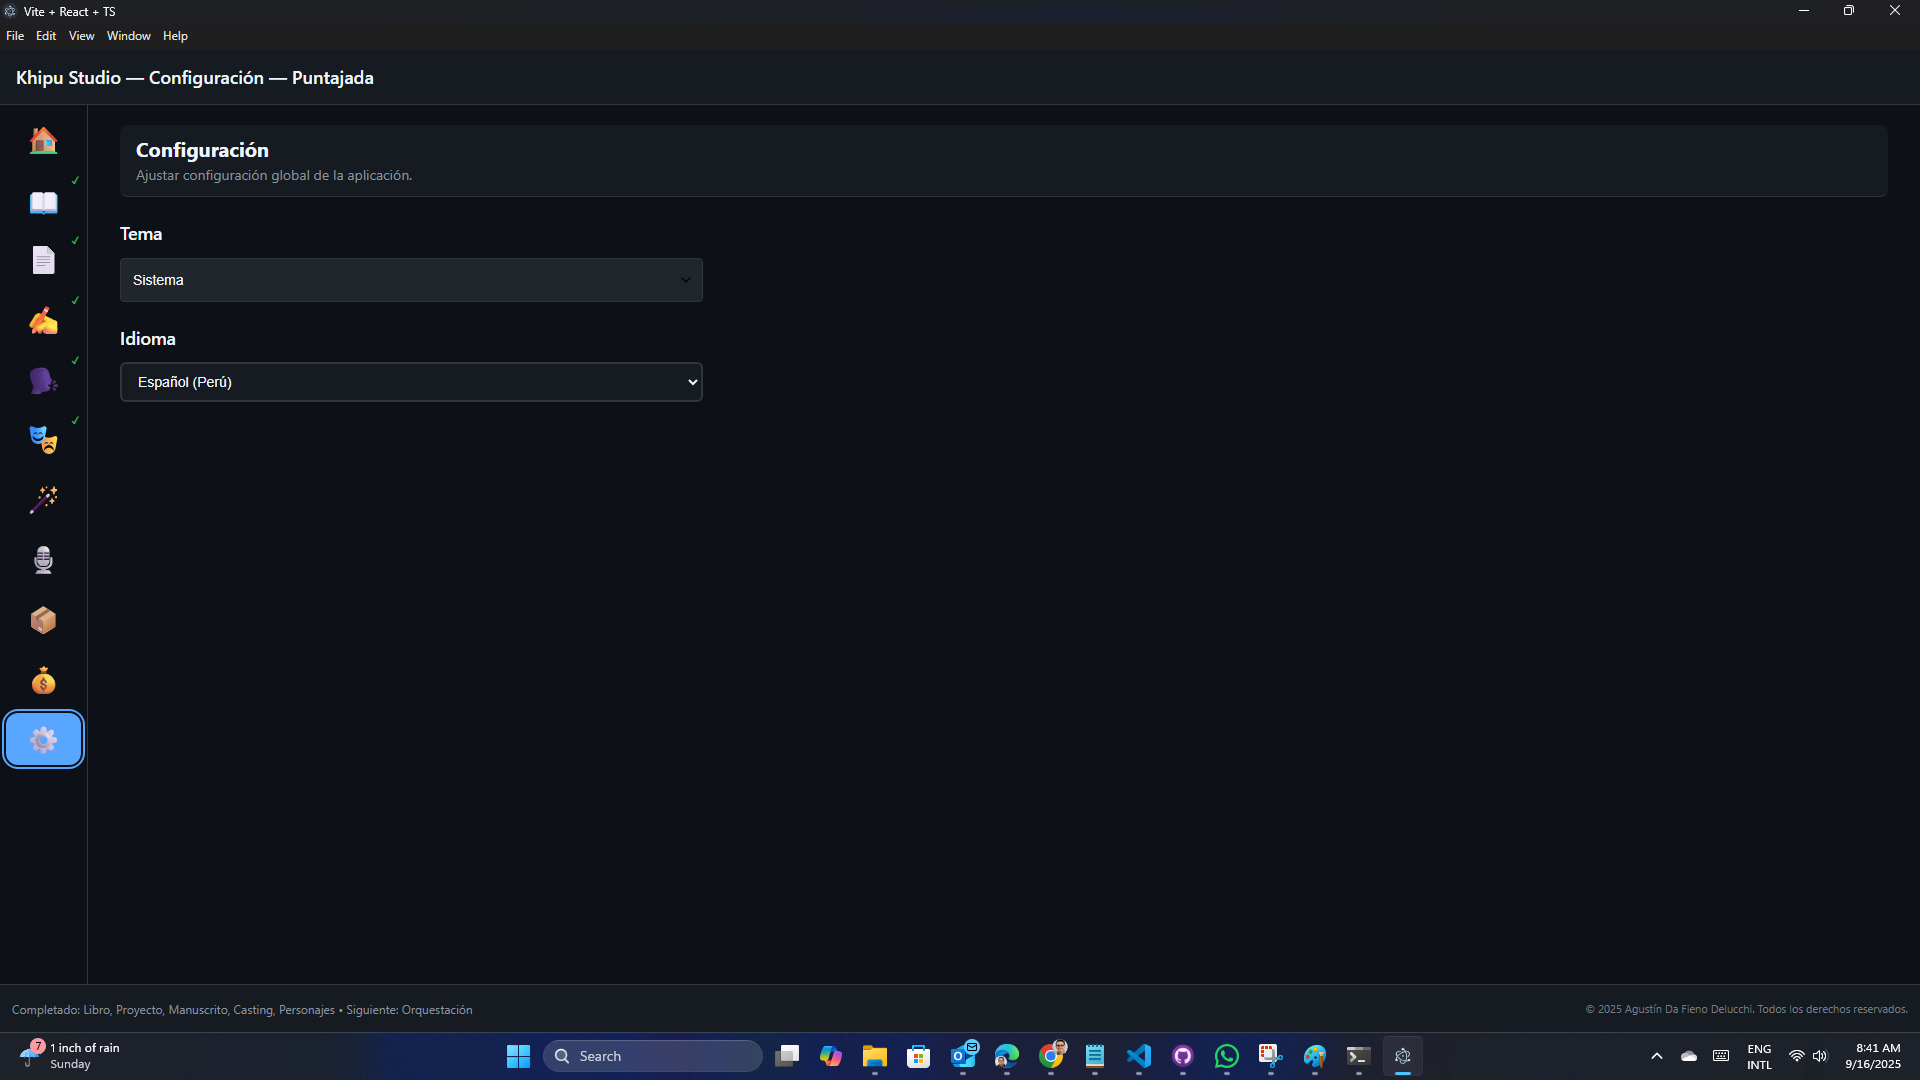 Vite + React + TS
File Edit View Window Help
Khipu Studio — Configuración — Puntajada
Configuración
Ajustar configuración global de la aplicación.
Tema
Sistema
Idioma
Español (Perú)
Completado: Libro, Proyecto, Manuscrito, Casting, Personajes • Siguiente: Orquestación
© 2025 Agustín Da Fieno Delucchi. Todos los derechos reservados.
7
1 inch of rain
Sunday
Search
ENG
INTL
8:41 AM
9/16/2025